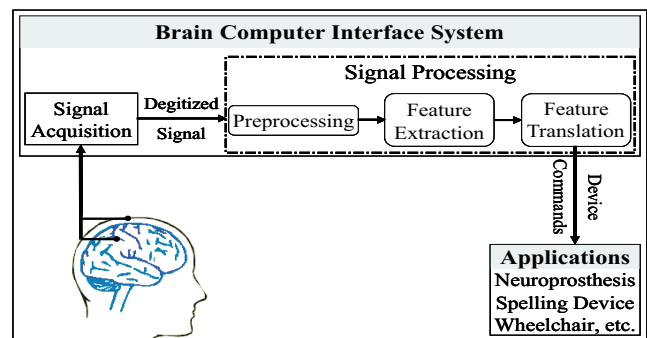 Brain Computer Interface System
Signal Processing
Signal
Acquisition
Degitized
Signal
Preprocessing
Feature
Extraction
Feature
Translation
Device
Commands
Applications
Neuroprosthesis
Spelling Device
Wheelchair, etc.